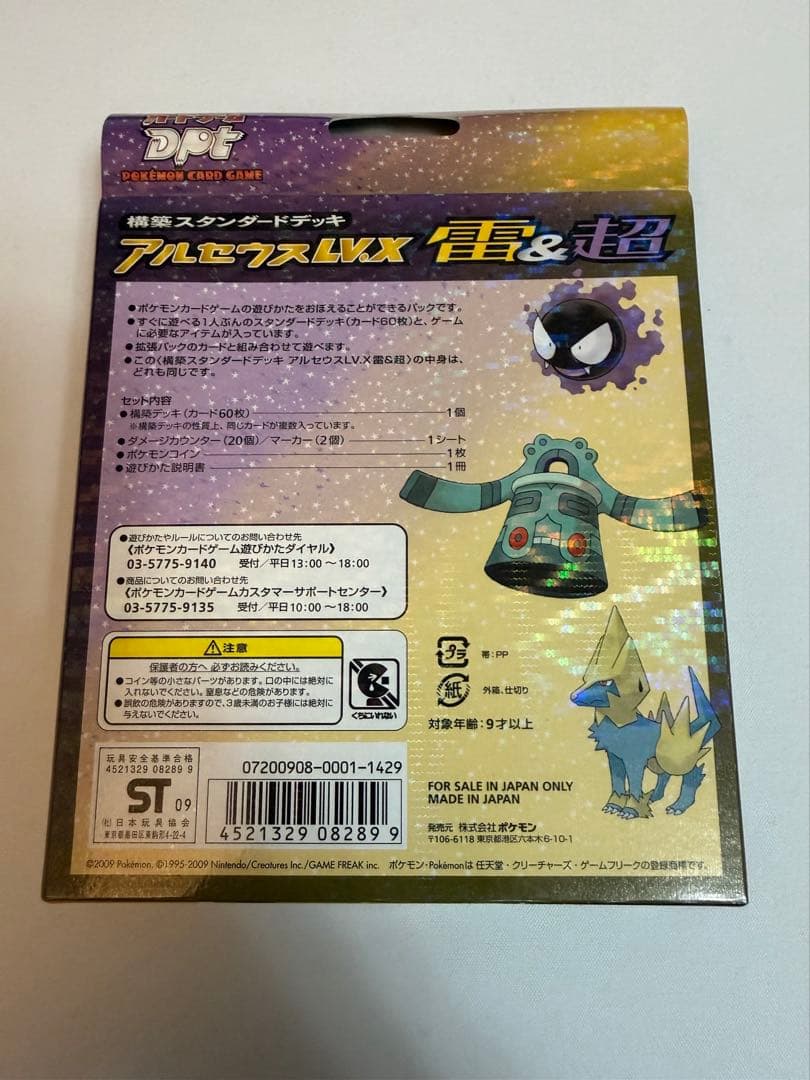 カードゲーム
DPt
POKÉMON CARD GAME
構築スタンダードデッキ
アルセウスLV.X 雷&超
●ポケモンカードゲームの遊びかたをおぼえることができるパックです。
●すぐに遊べる1人ぶんのスタンダードデッキ(カード60枚)と、ゲーム
に必要なアイテムが入っています。
●拡張パックのカードと組み合わせて遊べます。
●この〈構築スタンダードデッキ アルセウスLV.X雷&超〉の中身は、
どれも同じです。
セット内容
●構築デッキ(カード60枚) 1個
※構築デッキの性質上、同じカードが複数入っています。
●ダメージカウンター(20個)/マーカー(2個) 1シート
●ポケモンコイン 1枚
●遊びかた説明書 1冊
●遊びかたやルールについてのお問い合わせ先
《ポケモンカードゲーム遊びかたダイヤル》
03-5775-9140 受付/平日13:00~18:00
●商品についてのお問い合わせ先
《ポケモンカードゲームカスタマーサポートセンター》
03-5775-9135 受付/平日10:00~18:00
注意
保護者の方へ 必ずお読みください。
●コイン等の小さなパーツがあります。口の中には絶対に
入れないでください。窒息などの危険があります。
●誤飲の危険がありますので、3歳未満のお子様には絶対に
与えないでください。
くちにいれない
プラ
帯:PP
紙
外箱、仕切り
対象年齢:9才以上
玩具安全基準合格
4521329 08289 9
ST 09
(社)日本玩具協会
東京都墨田区東駒形4-22-4
07200908-0001-1429
4 521329 082899
FOR SALE IN JAPAN ONLY
MADE IN JAPAN
発売元 株式会社ポケモン
〒106-6118 東京都港区六本木6-10-1
©2009 Pokémon. ©1995-2009 Nintendo/Creatures Inc./GAME FREAK inc. ポケモン・Pokémonは 任天堂・クリーチャーズ・ゲームフリークの登録商標です。